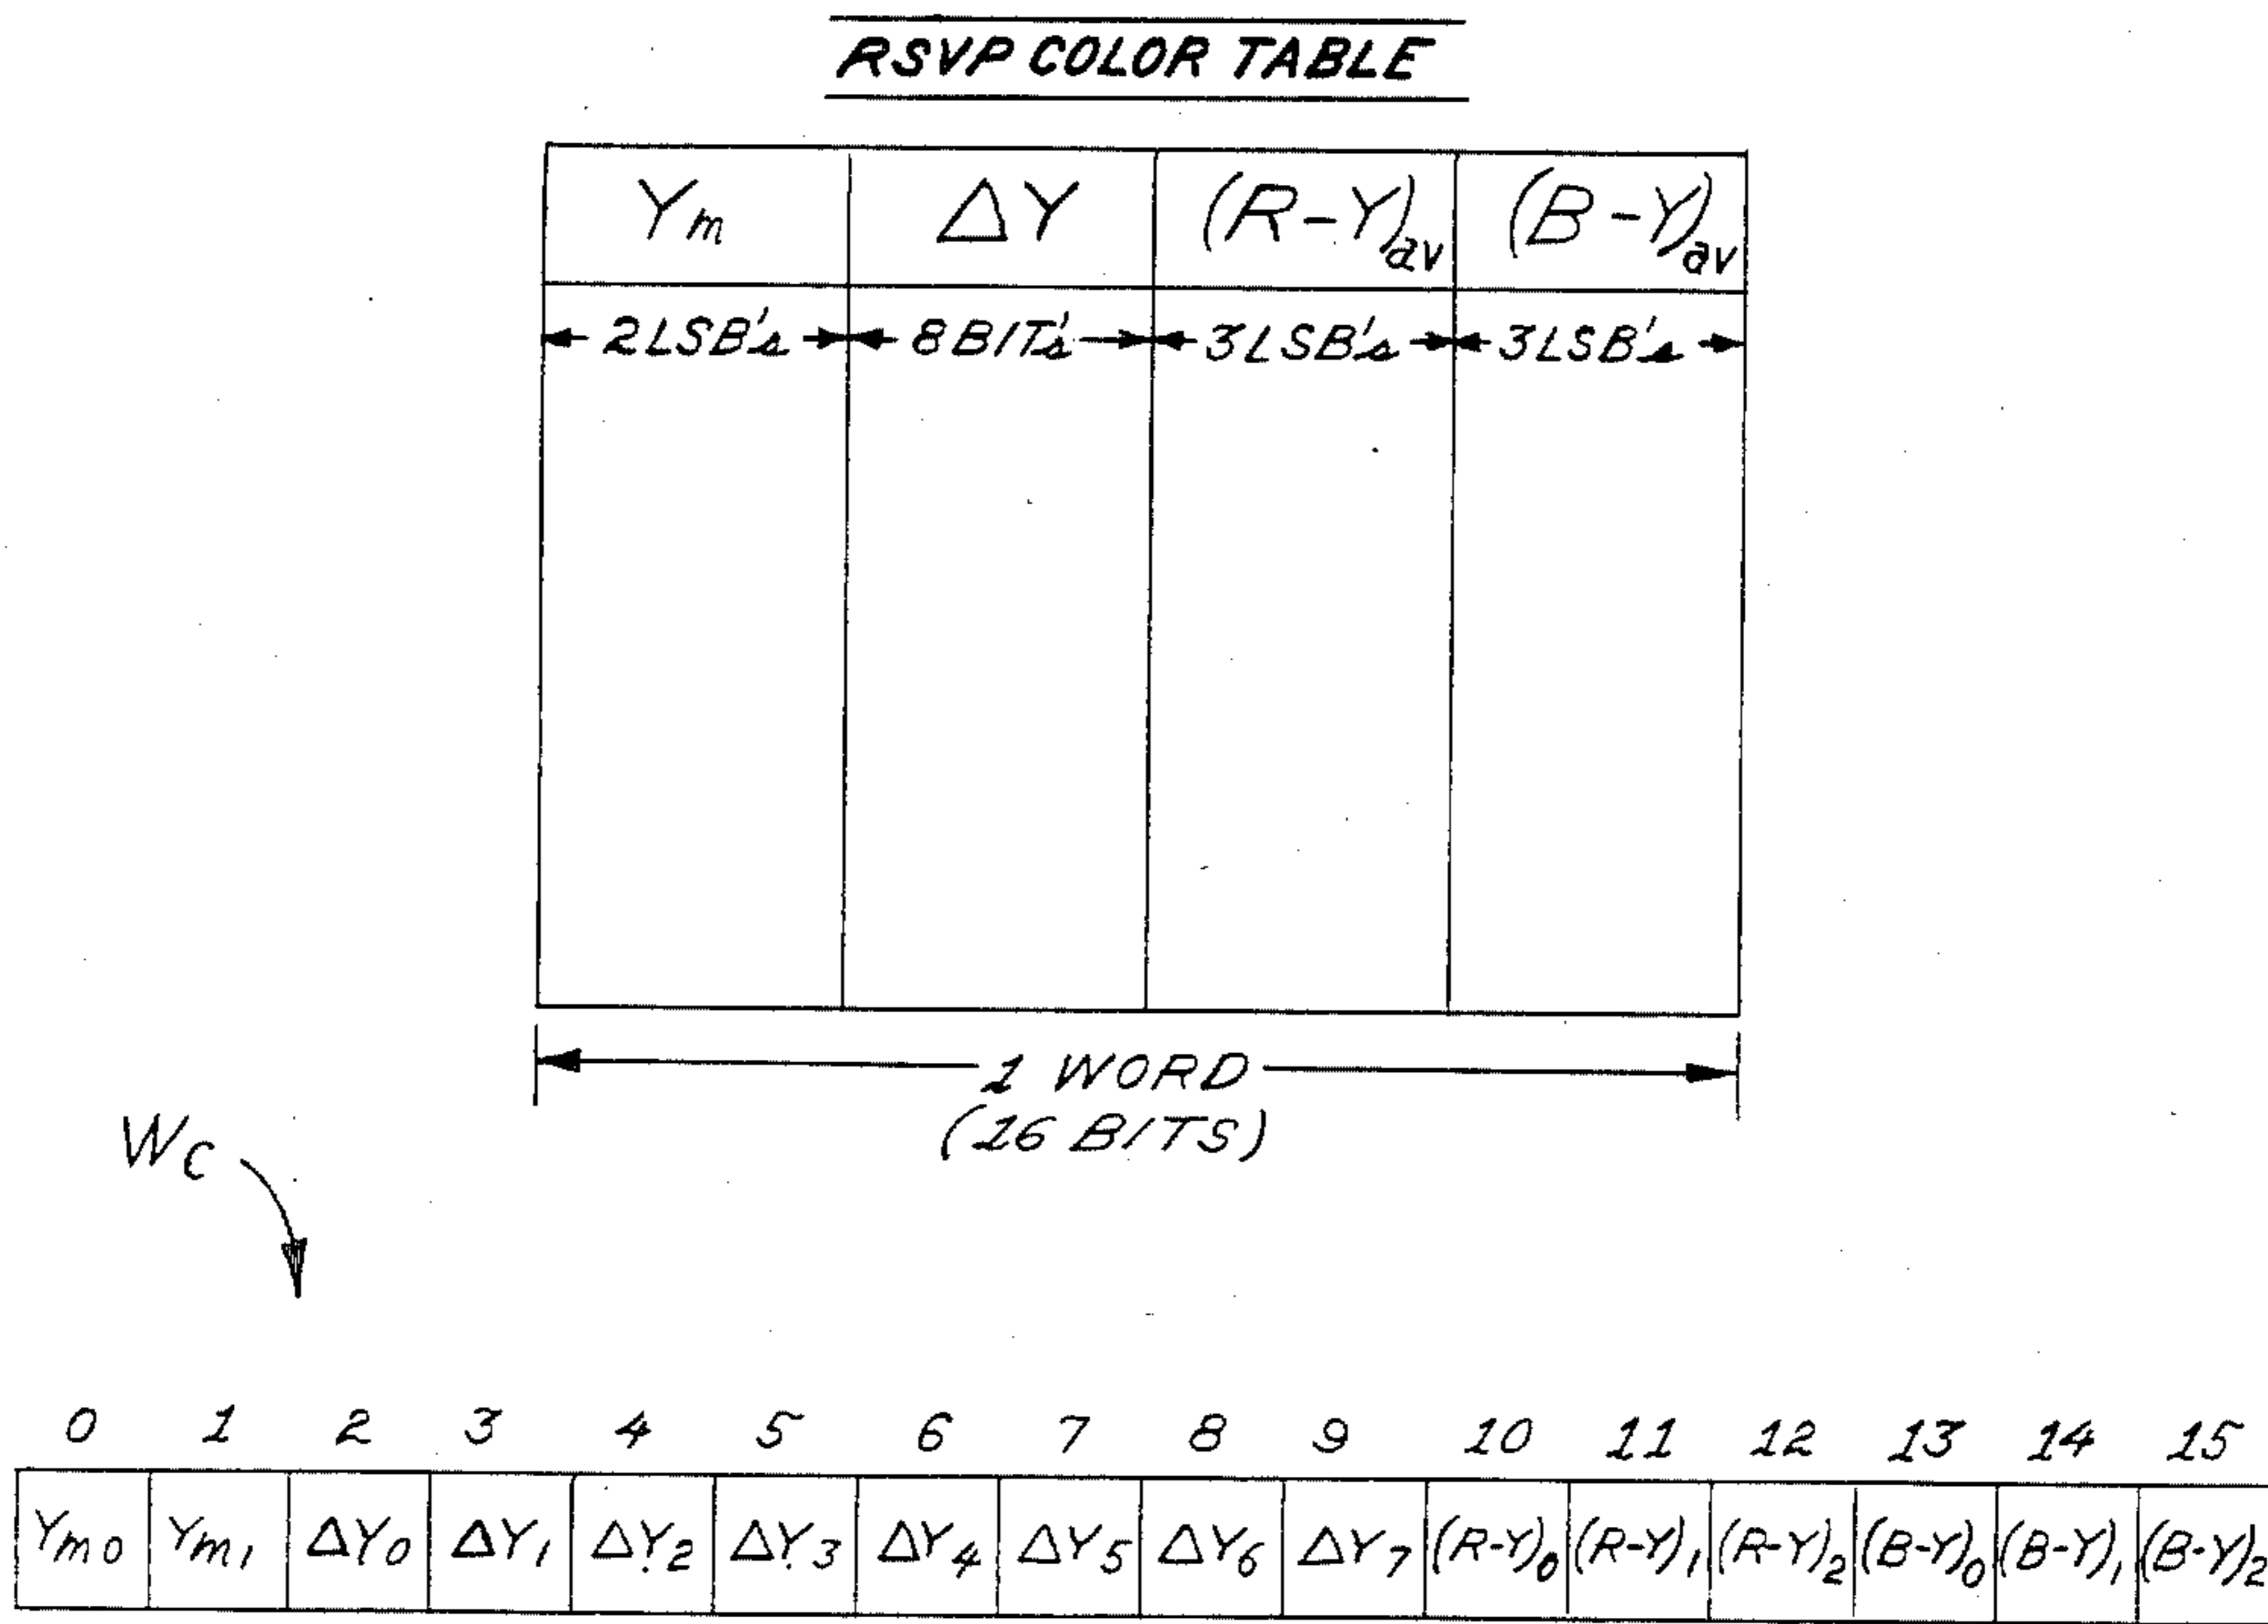 RSVP COLOR TABLE
Ym ΔY (R-Y)av (B-Y)av
2LSB's 8BIT's 3LSB's 3LSB's
1 WORD
(16 BITS)
Wc
0 1 2 3 4 5 6 7 8 9 10 11 12 13 14 15
Ym0 Ym1 ΔY0 ΔY1 ΔY2 ΔY3 ΔY4 ΔY5 ΔY6 ΔY7 (R-Y)0 (R-Y)1 (R-Y)2 (B-Y)0 (B-Y)1 (B-Y)2